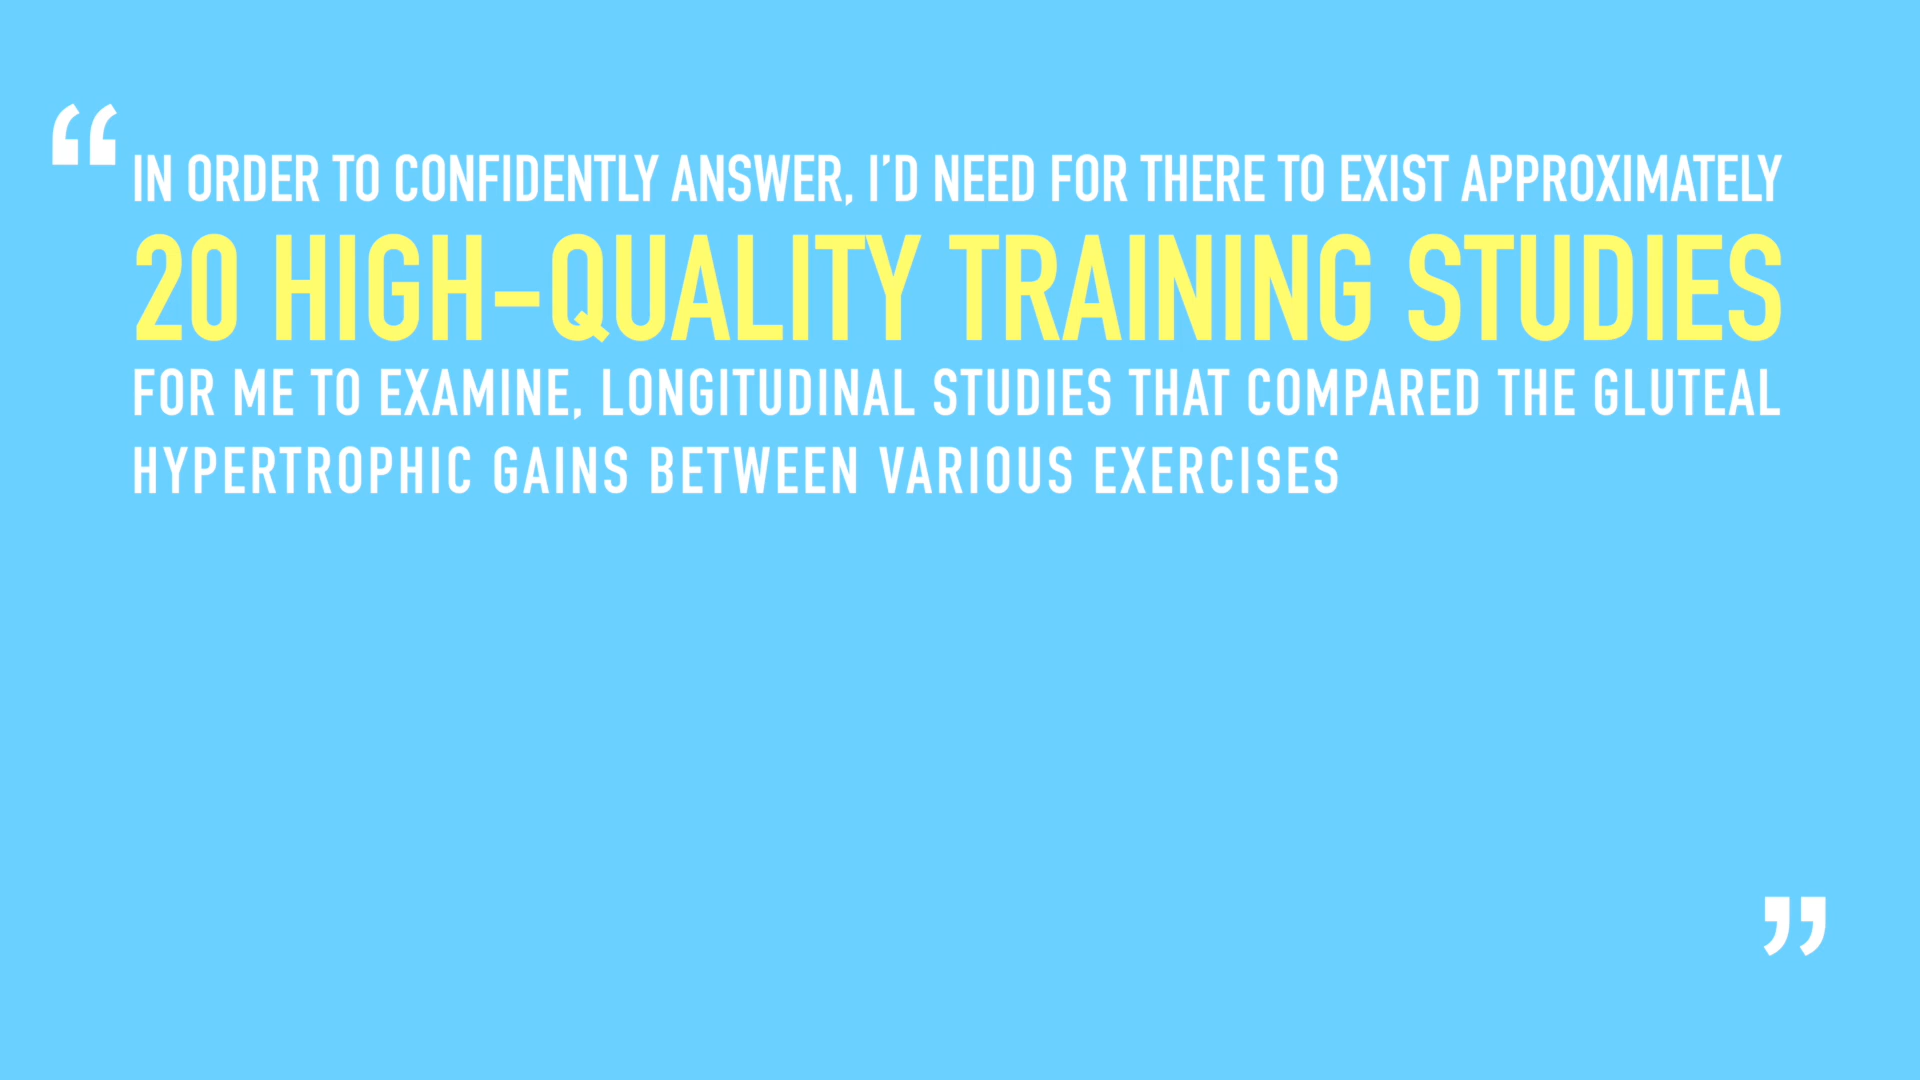 “IN ORDER TO CONFIDENTLY ANSWER, I’D NEED FOR THERE TO EXIST APPROXIMATELY
20 HIGH-QUALITY TRAINING STUDIES
FOR ME TO EXAMINE, LONGITUDINAL STUDIES THAT COMPARED THE GLUTEAL
HYPERTROPHIC GAINS BETWEEN VARIOUS EXERCISES
”